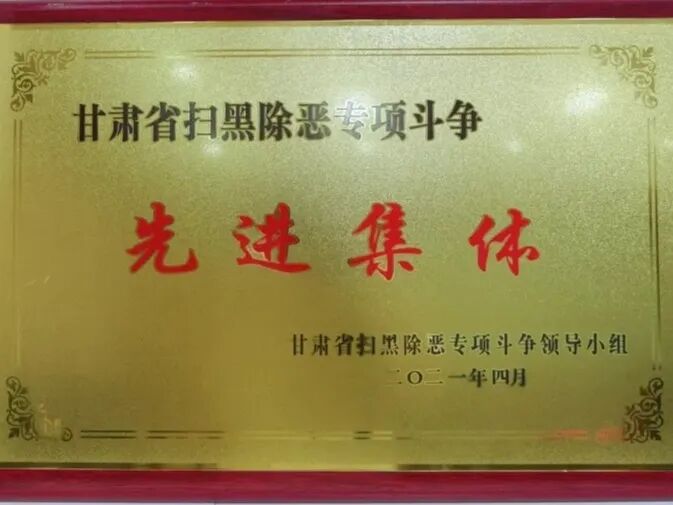 甘肃省扫黑除恶专项斗争
先进集体
甘肃省扫黑除恶专项斗争领导小组
二〇二一年四月